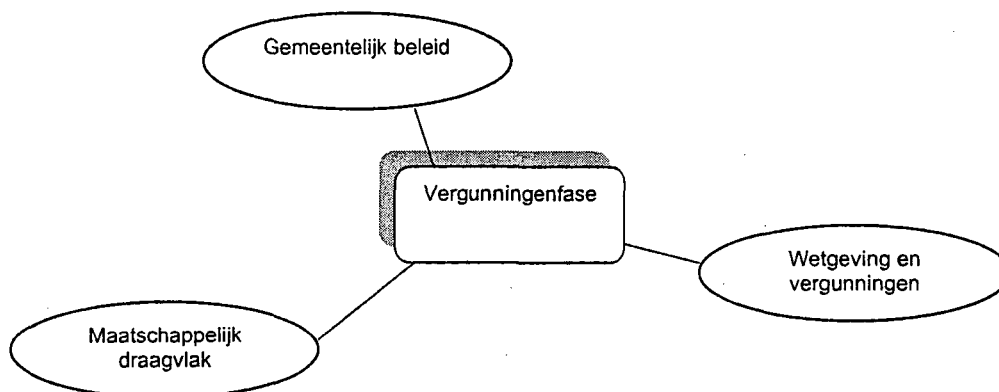 Gemeentelijk beleid
Vergunningenfase
Wetgeving en
vergunningen
Maatschappelijk
draagvlak